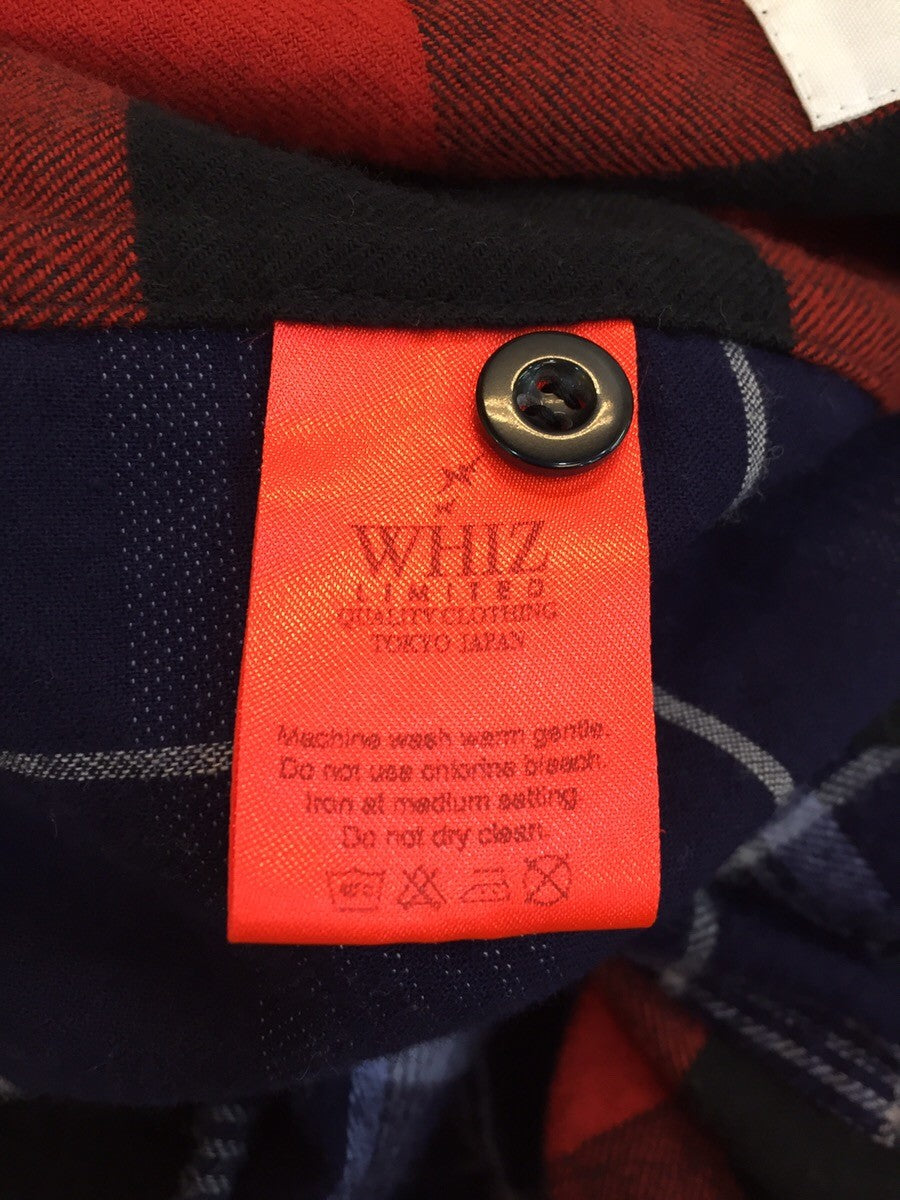 WHIZ
LIMITED
QUALITY CLOTHING
TOKYO JAPAN
Machine wash warm gentle.
Do not use chlorine bleach.
Iron at medium setting
Do not dry clean.